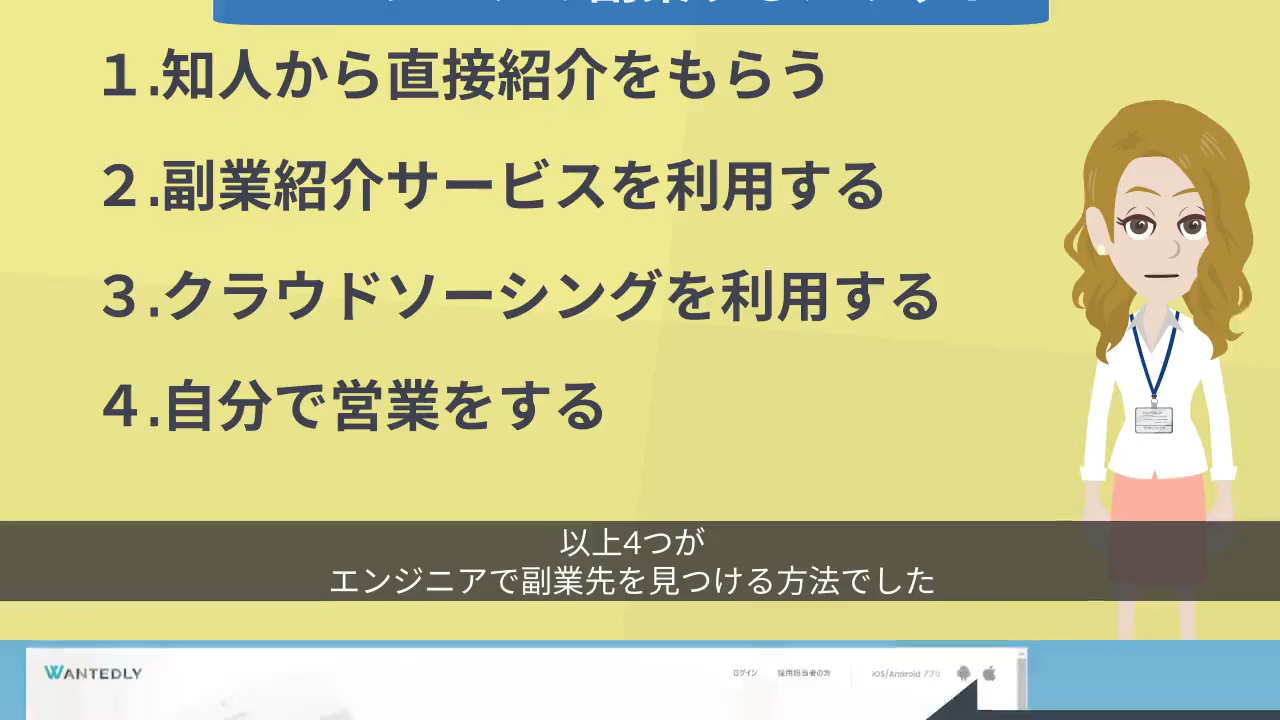 １.知人から直接紹介をもらう
２.副業紹介サービスを利用する
３.クラウドソーシングを利用する
４.自分で営業をする
以上4つが
エンジニアで副業先を見つける方法でした
WANTEDLY
ログイン 採用担当者の方 iOS/Android アプリ